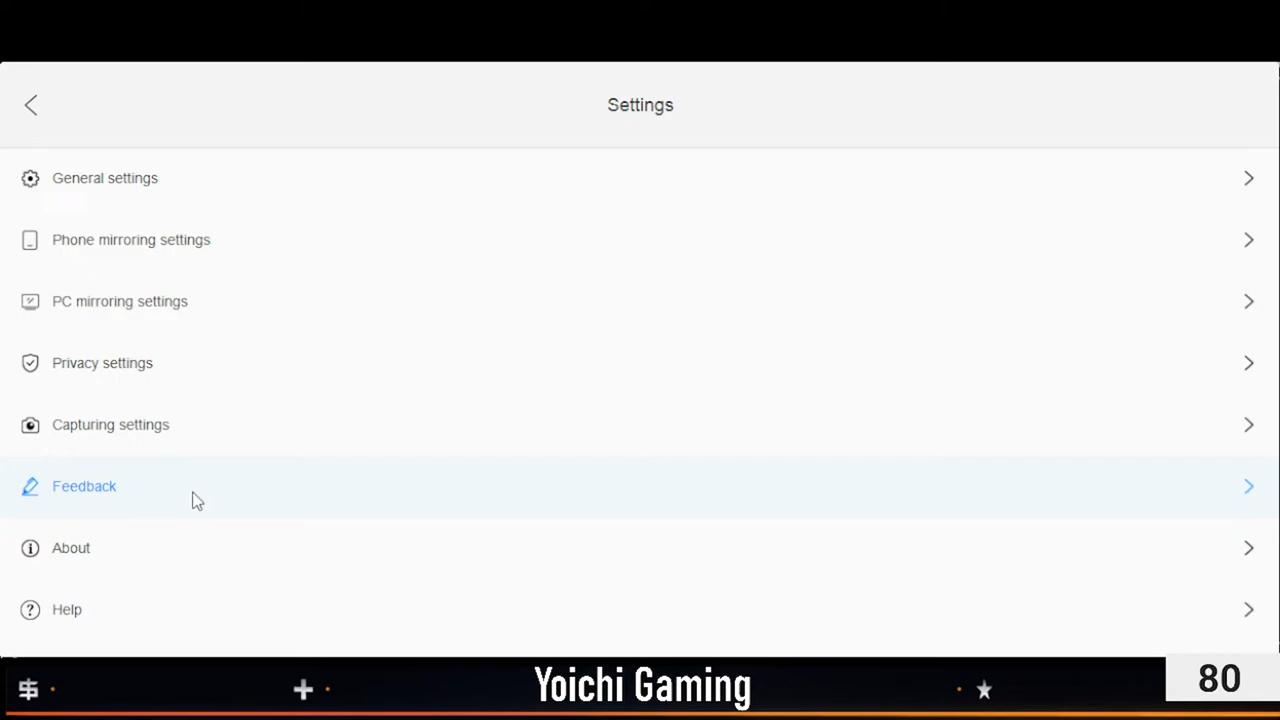 Settings
General settings
Phone mirroring settings
PC mirroring settings
Privacy settings
Capturing settings
Feedback
About
Help
Yoichi Gaming
80